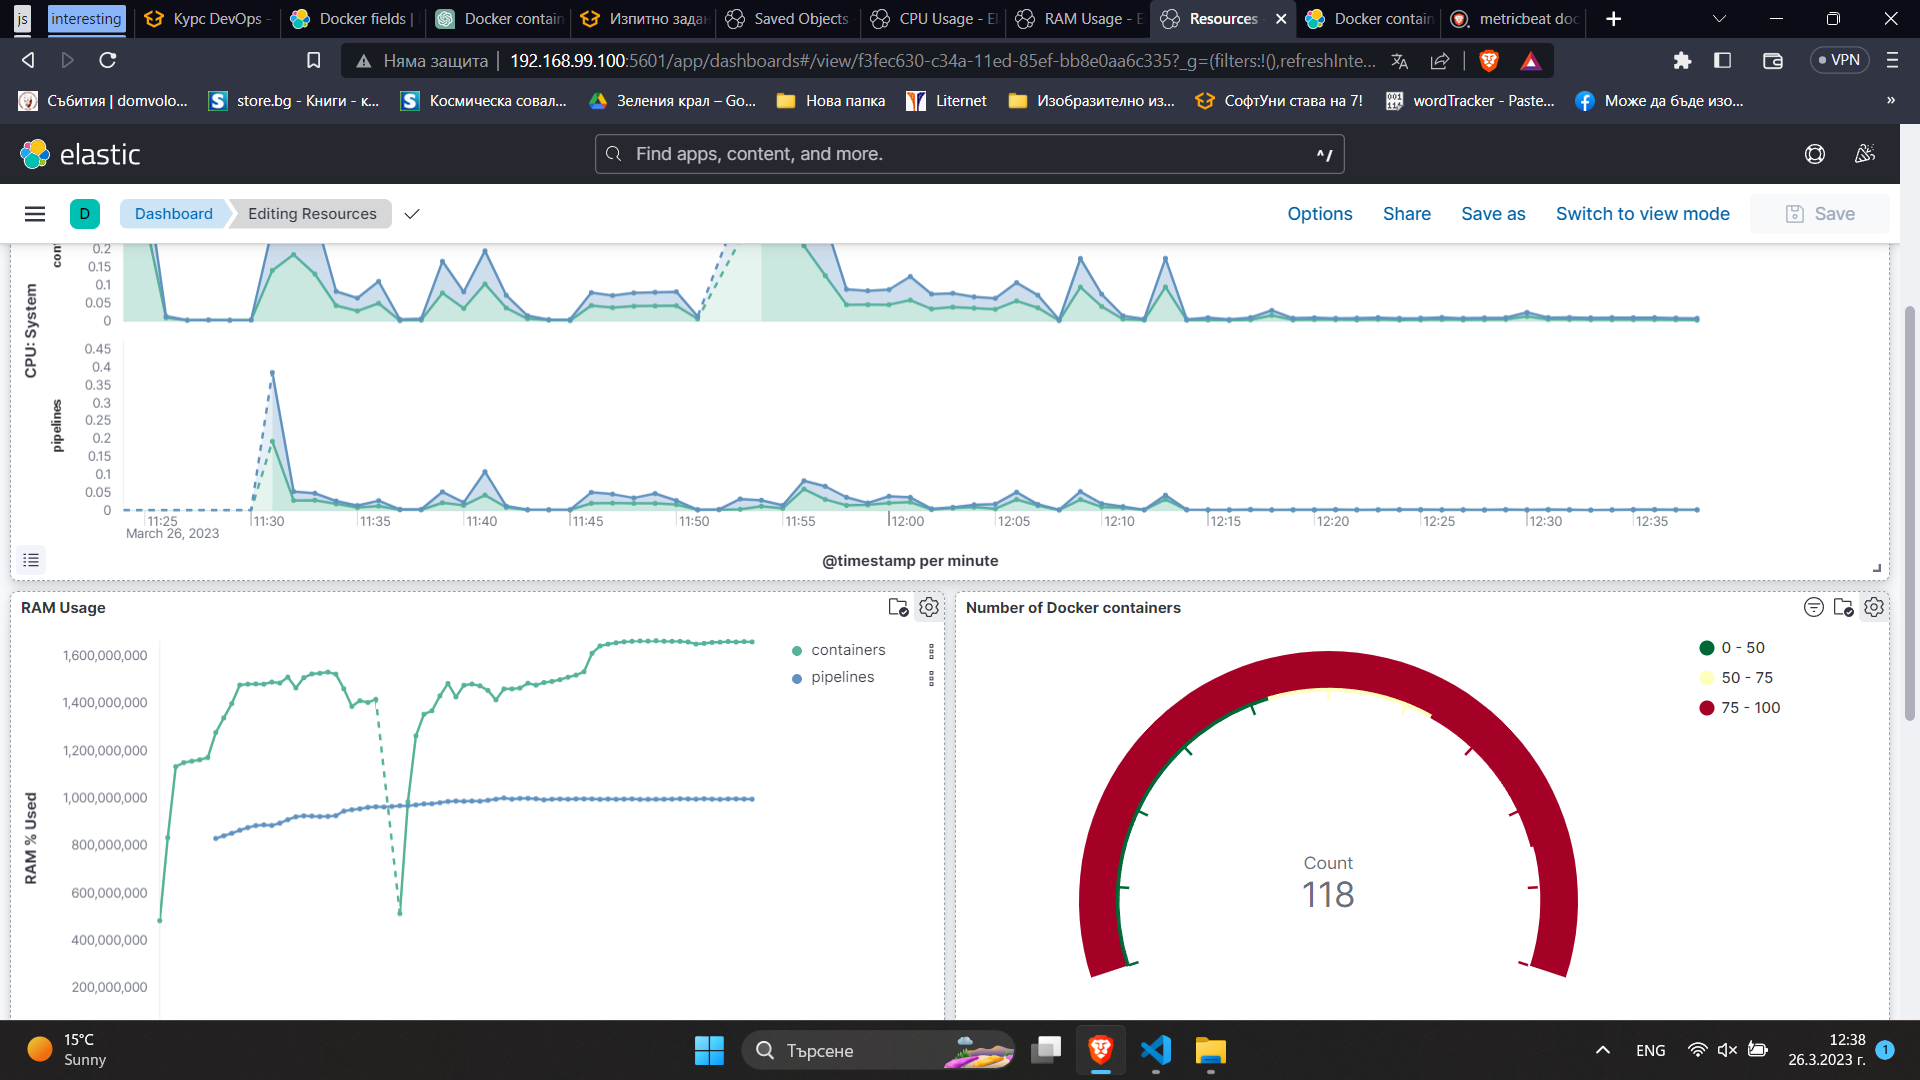 js
interesting
Курс DevOps -
Docker fields |
Docker contain
Изпитно зада
Saved Objects
CPU Usage - El
RAM Usage - E
Resources
Docker contain
metricbeat doc
Няма защита
192.168.99.100:5601/app/dashboards#/view/f3fec630-c34a-11ed-85ef-bb8e0aa6c335?_g=(filters:!(),refreshInte...
VPN
Събития | domvolo...
store.bg - Книги - к...
Космическа совал...
Зеления крал – Go...
Нова папка
Liternet
Изобразително из...
СофтУни става на 7!
wordTracker - Paste...
Може да бъде изо...
»
elastic
Find apps, content, and more.
^/
D
Dashboard
Editing Resources
Options
Share
Save as
Switch to view mode
Save
CPU: System
0.2
0.15
0.1
0.05
0
pipelines
0.45
0.4
0.35
0.3
0.25
0.2
0.15
0.1
0.05
0
11:25
11:30
11:35
11:40
11:45
11:50
11:55
12:00
12:05
12:10
12:15
12:20
12:25
12:30
12:35
March 26, 2023
@timestamp per minute
RAM Usage
RAM % Used
1,600,000,000
1,400,000,000
1,200,000,000
1,000,000,000
800,000,000
600,000,000
400,000,000
200,000,000
containers
pipelines
Number of Docker containers
Count
118
0 - 50
50 - 75
75 - 100
15°C
Sunny
Търсене
ENG
12:38
26.3.2023 г.
1